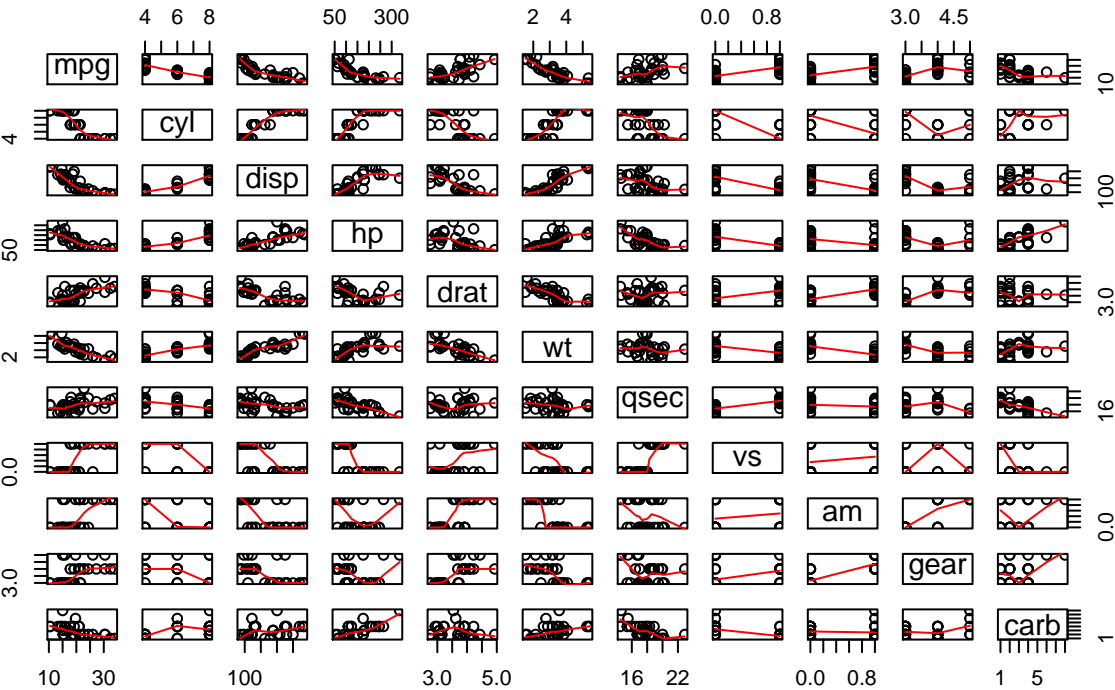 4 6 8 50 300 2 4 0.0 0.8 3.0 4.5
mpg 10
4 cyl
disp 100
50 hp
drat 3.0
2 wt
qsec 16
0.0 vs
am 0.0
3.0 gear
carb 1
10 30 100 3.0 5.0 16 22 0.0 0.8 1 5